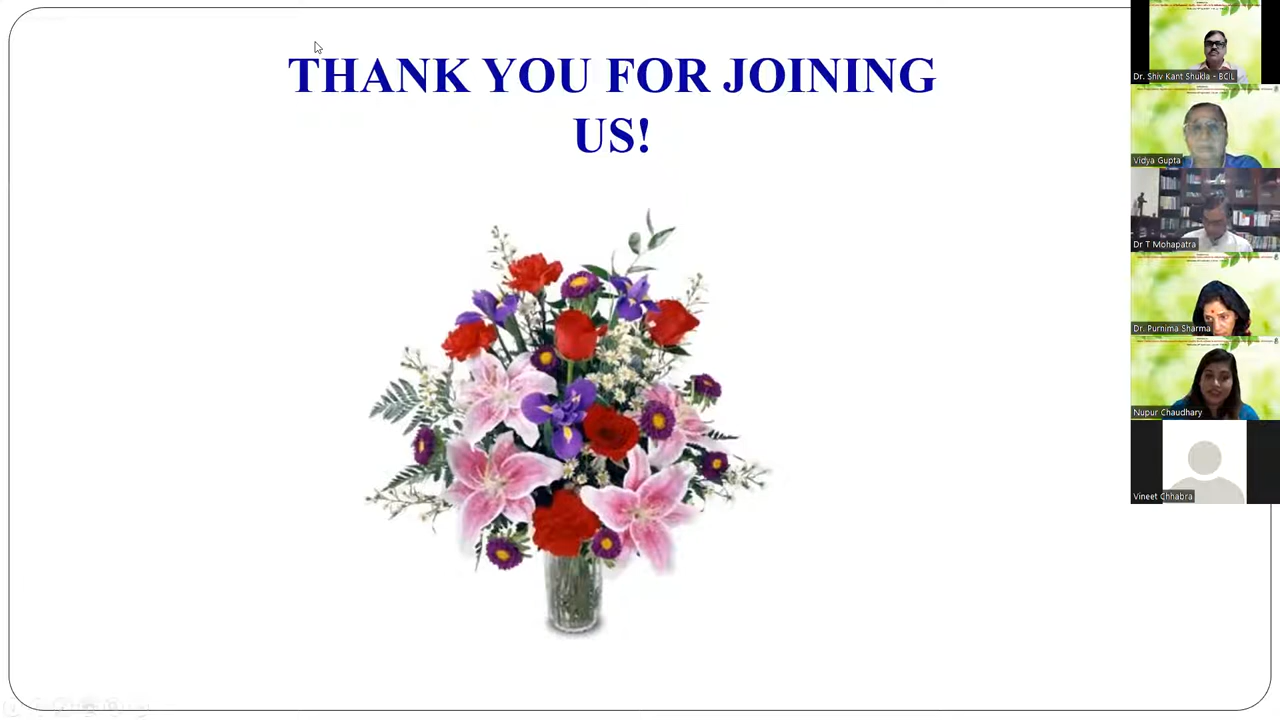 THANK YOU FOR JOINING
US!
Dr. Shiv Kant Shukla - BCIL
Vidya Gupta
Dr T Mohapatra
Dr. Purnima Sharma
Nupur Chaudhary
Vineet Chhabra